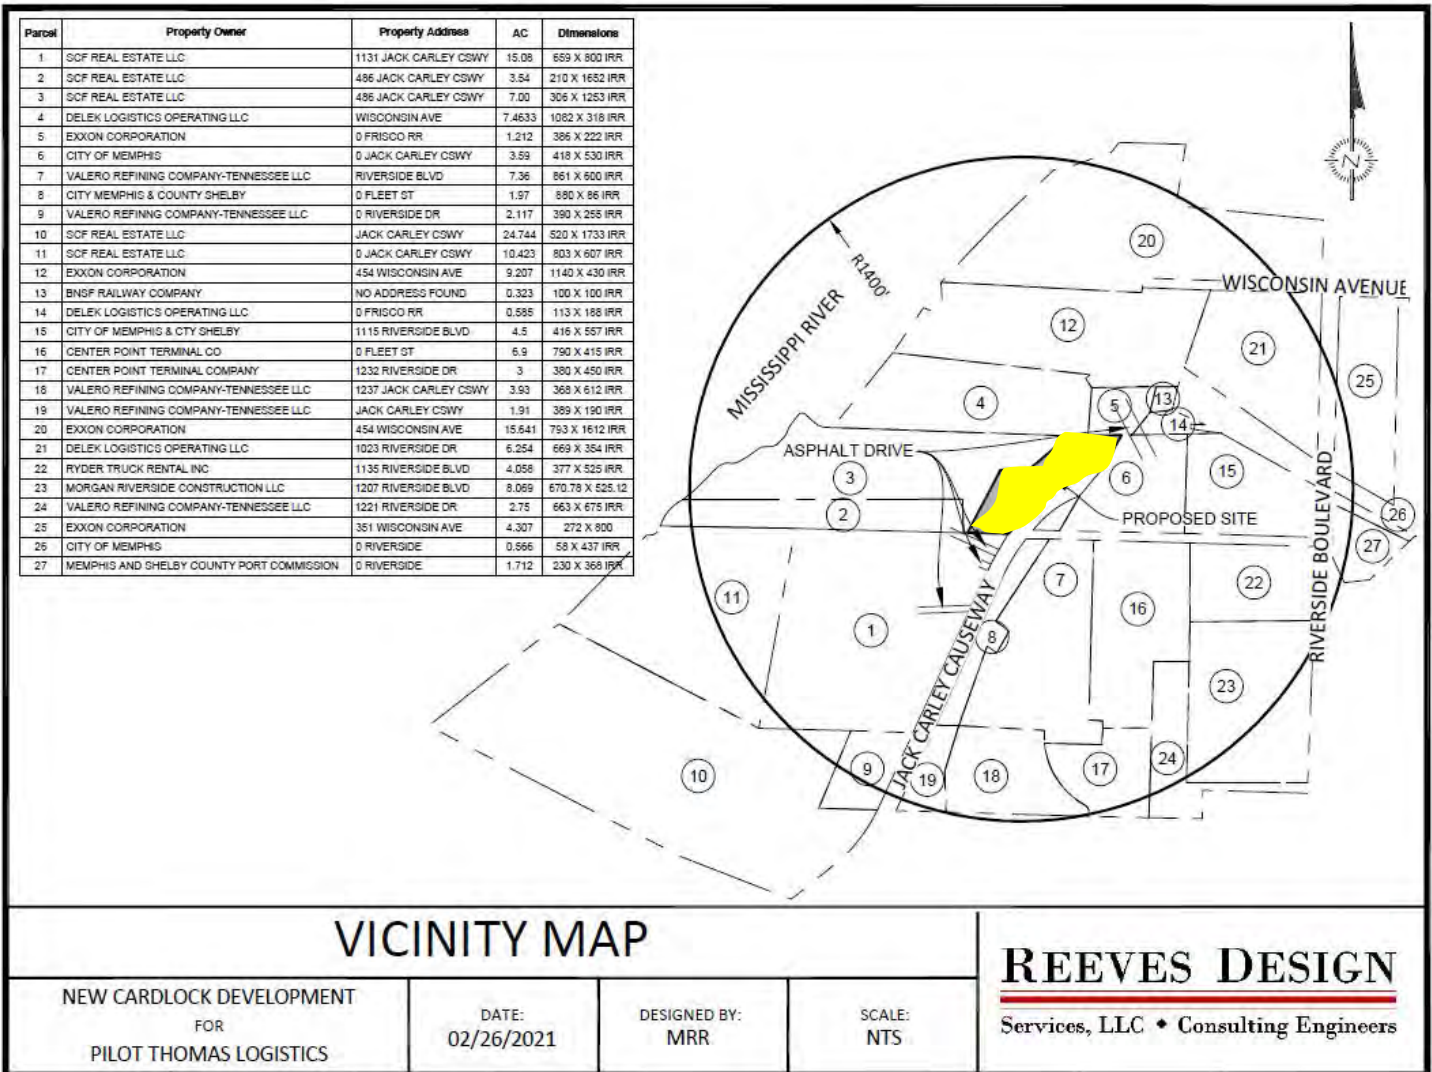 Parcel Property Owner Property Address AC Dimensions
1 SCF REAL ESTATE LLC 1131 JACK CARLEY CSWY 15.08 659 X 800 IRR
2 SCF REAL ESTATE LLC 486 JACK CARLEY CSWY 3.54 210 X 1652 IRR
3 SCF REAL ESTATE LLC 486 JACK CARLEY CSWY 7.00 306 X 1253 IRR
4 DELEK LOGISTICS OPERATING LLC WISCONSIN AVE 7.4633 1082 X 318 IRR
5 EXXON CORPORATION 0 FRISCO RR 1.212 386 X 222 IRR
6 CITY OF MEMPHIS 0 JACK CARLEY CSWY 3.59 418 X 530 IRR
7 VALERO REFINING COMPANY-TENNESSEE LLC RIVERSIDE BLVD 7.36 861 X 600 IRR
8 CITY MEMPHIS & COUNTY SHELBY 0 FLEET ST 1.97 880 X 86 IRR
9 VALERO REFINNG COMPANY-TENNESSEE LLC 0 RIVERSIDE DR 2.117 390 X 255 IRR
10 SCF REAL ESTATE LLC JACK CARLEY CSWY 24.744 520 X 1733 IRR
11 SCF REAL ESTATE LLC 0 JACK CARLEY CSWY 10.423 803 X 607 IRR
12 EXXON CORPORATION 454 WISCONSIN AVE 9.207 1140 X 430 IRR
13 BNSF RAILWAY COMPANY NO ADDRESS FOUND 0.323 100 X 100 IRR
14 DELEK LOGISTICS OPERATING LLC 0 FRISCO RR 0.585 113 X 188 IRR
15 CITY OF MEMPHIS & CTY SHELBY 1115 RIVERSIDE BLVD 4.5 416 X 557 IRR
16 CENTER POINT TERMINAL CO 0 FLEET ST 6.9 790 X 415 IRR
17 CENTER POINT TERMINAL COMPANY 1232 RIVERSIDE DR 3 380 X 450 IRR
18 VALERO REFINING COMPANY-TENNESSEE LLC 1237 JACK CARLEY CSWY 3.93 368 X 612 IRR
19 VALERO REFINING COMPANY-TENNESSEE LLC JACK CARLEY CSWY 1.91 389 X 190 IRR
20 EXXON CORPORATION 454 WISCONSIN AVE 15.641 793 X 1612 IRR
21 DELEK LOGISTICS OPERATING LLC 1023 RIVERSIDE DR 6.254 669 X 354 IRR
22 RYDER TRUCK RENTAL INC 1135 RIVERSIDE BLVD 4.058 377 X 525 IRR
23 MORGAN RIVERSIDE CONSTRUCTION LLC 1207 RIVERSIDE BLVD 8.069 670.78 X 525.12
24 VALERO REFINING COMPANY-TENNESSEE LLC 1221 RIVERSIDE DR 2.75 663 X 675 IRR
25 EXXON CORPORATION 351 WISCONSIN AVE 4.307 272 X 800
26 CITY OF MEMPHIS 0 RIVERSIDE 0.566 58 X 437 IRR
27 MEMPHIS AND SHELBY COUNTY PORT COMMISSION 0 RIVERSIDE 1.712 230 X 368 IRR
N
20
R1400'
WISCONSIN AVENUE
MISSISSIPPI RIVER
12
21
25
4
5
13
14
ASPHALT DRIVE
3
6
15
2
PROPOSED SITE
26
27
RIVERSIDE BOULEVARD
7
22
11
16
1
8
JACK CARLEY CAUSEWAY
23
10
9
19
18
17
24
VICINITY MAP
NEW CARDLOCK DEVELOPMENT
FOR
PILOT THOMAS LOGISTICS
DATE:
02/26/2021
DESIGNED BY:
MRR
SCALE:
NTS
REEVES DESIGN
Services, LLC ♦ Consulting Engineers